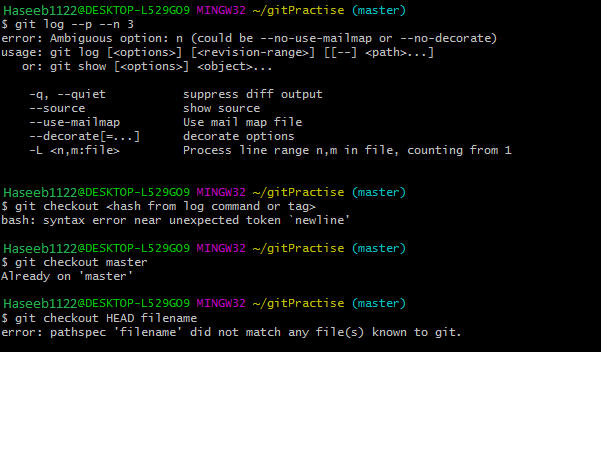 Haseeb1122@DESKTOP-L529GO9 MINGW32 ~/gitPractise (master)
$ git log --p --n 3
error: Ambiguous option: n (could be --no-use-mailmap or --no-decorate)
usage: git log [<options>] [<revision-range>] [[--] <path>...]
   or: git show [<options>] <object>...

    -q, --quiet           suppress diff output
    --source              show source
    --use-mailmap         Use mail map file
    --decorate[=...]      decorate options
    -L <n,m:file>         Process line range n,m in file, counting from 1

Haseeb1122@DESKTOP-L529GO9 MINGW32 ~/gitPractise (master)
$ git checkout <hash from log command or tag>
bash: syntax error near unexpected token `newline'

Haseeb1122@DESKTOP-L529GO9 MINGW32 ~/gitPractise (master)
$ git checkout master
Already on 'master'

Haseeb1122@DESKTOP-L529GO9 MINGW32 ~/gitPractise (master)
$ git checkout HEAD filename
error: pathspec 'filename' did not match any file(s) known to git.